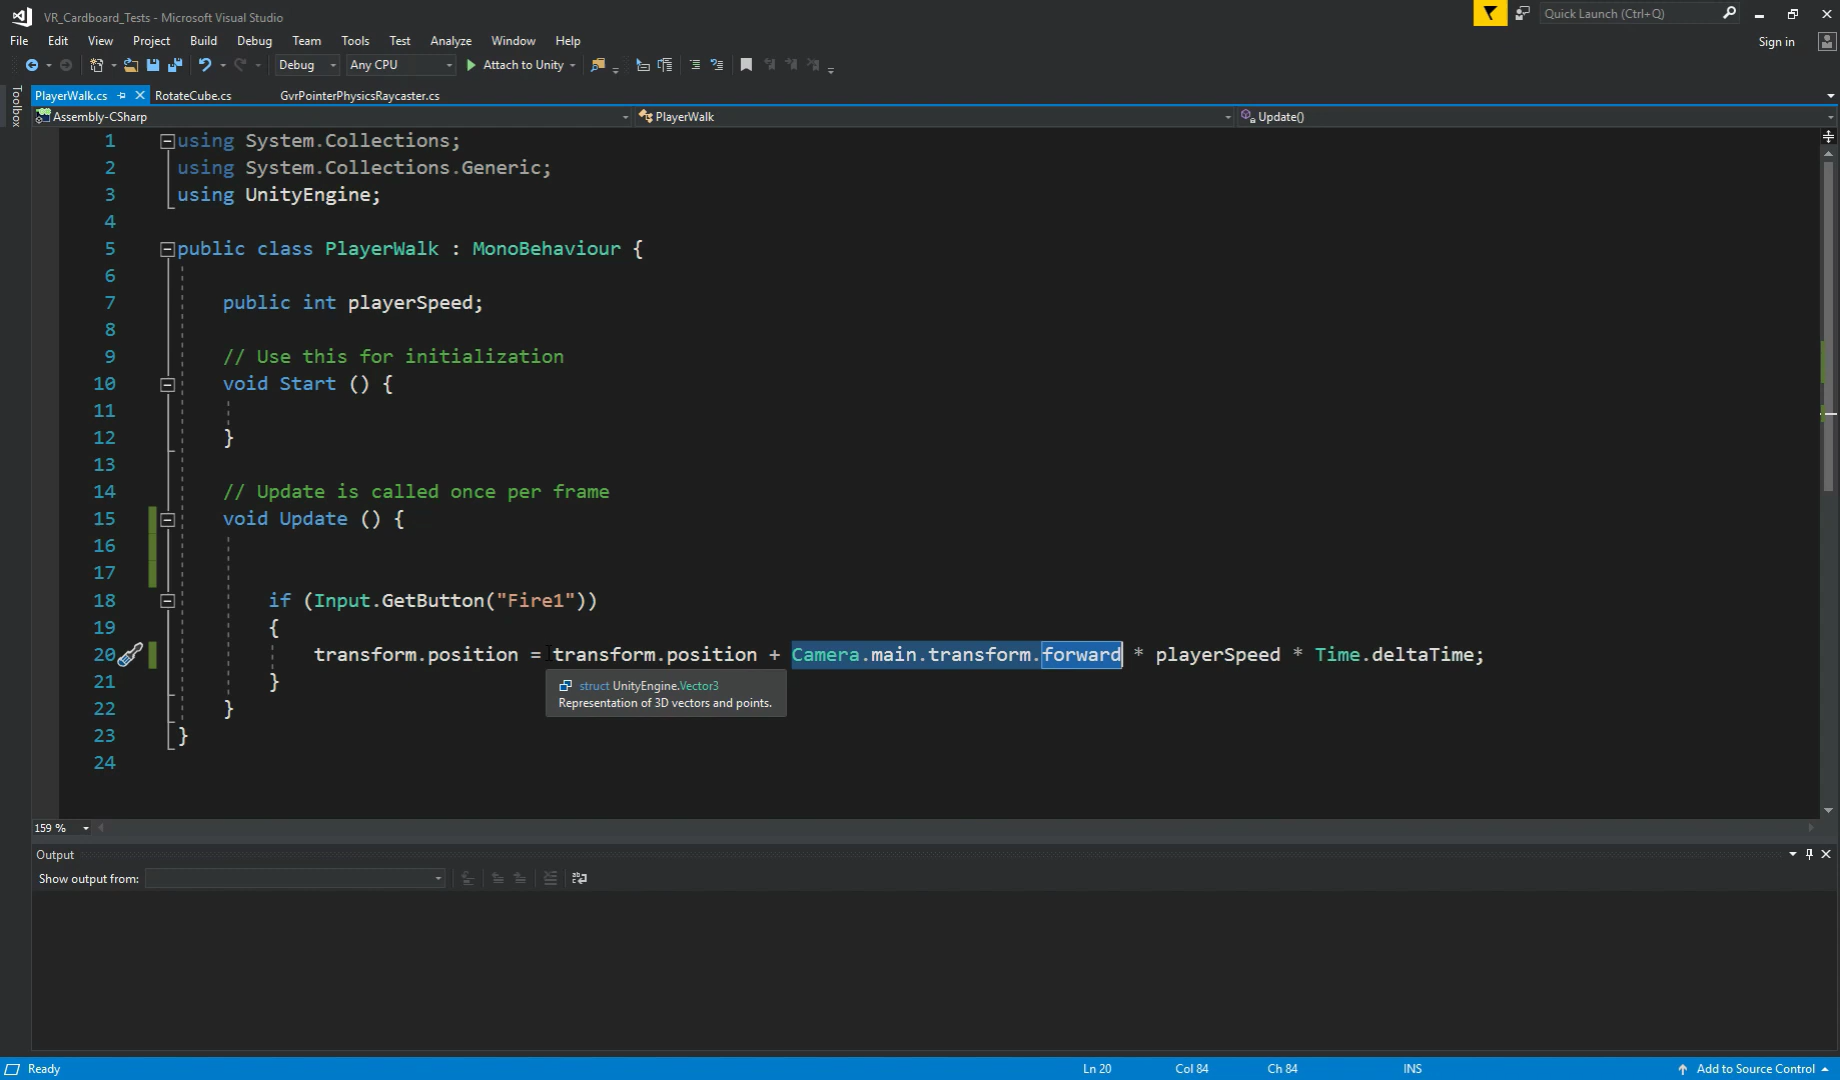 VR_Cardboard_Tests - Microsoft Visual Studio
Quick Launch (Ctrl+Q)
File Edit View Project Build Debug Team Tools Test Analyze Window Help
Sign in
Debug Any CPU Attach to Unity
Toolbox
PlayerWalk.cs RotateCube.cs GvrPointerPhysicsRaycaster.cs
Assembly-CSharp PlayerWalk Update()
1 using System.Collections;
2 using System.Collections.Generic;
3 using UnityEngine;
4
5 public class PlayerWalk : MonoBehaviour {
6
7 public int playerSpeed;
8
9 // Use this for initialization
10 void Start () {
11
12 }
13
14 // Update is called once per frame
15 void Update () {
16
17
18 if (Input.GetButton("Fire1"))
19 {
20 transform.position = transform.position + Camera.main.transform.forward * playerSpeed * Time.deltaTime;
21 }
struct UnityEngine.Vector3
Representation of 3D vectors and points.
22 }
23 }
24
159 %
Output
Show output from:
Ready Ln 20 Col 84 Ch 84 INS Add to Source Control